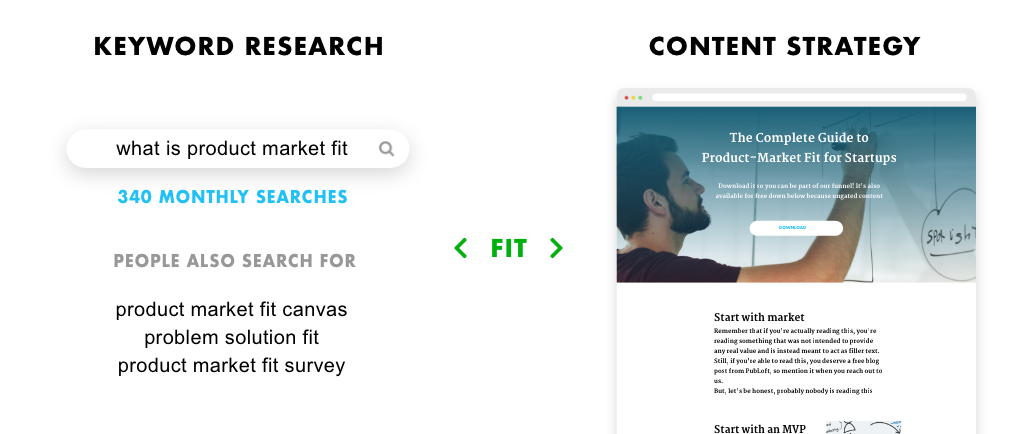 KEYWORD RESEARCH
what is product market fit
340 MONTHLY SEARCHES
PEOPLE ALSO SEARCH FOR
product market fit canvas
problem solution fit
product market fit survey
FIT
CONTENT STRATEGY
The Complete Guide to
Product-Market Fit for Startups
Download it so you can be part of our funnel! It's also
available for free down below because ungated content
DOWNLOAD
Start with market
Remember that if you're actually reading this, you're
reading something that was not intended to provide
any real value and is instead meant to act as filler text.
Still, if you're able to read this, you deserve a free blog
post from PubLoft, so mention it when you reach out to
us.
But, let's be honest, probably nobody is reading this
Start with an MVP